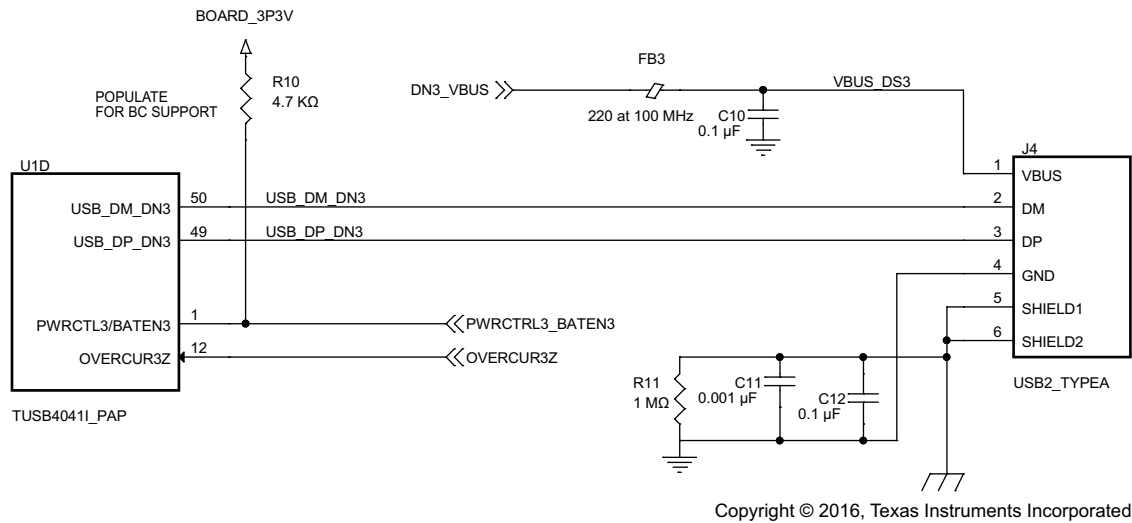 BOARD_3P3V
FB3
R10
4.7 KΩ
DN3_VBUS
VBUS_DS3
POPULATE
FOR BC SUPPORT
220 at 100 MHz
C10
0.1 µF
U1D
J4
1
VBUS
USB_DM_DN3
50
USB_DM_DN3
2
DM
USB_DP_DN3
49
USB_DP_DN3
3
DP
4
GND
5
SHIELD1
PWRCTL3/BATEN3
1
PWRCTRL3_BATEN3
6
SHIELD2
OVERCUR3Z
12
OVERCUR3Z
R11
1 MΩ
C11
0.001 µF
C12
0.1 µF
USB2_TYPEA
TUSB4041I_PAP
Copyright © 2016, Texas Instruments Incorporated